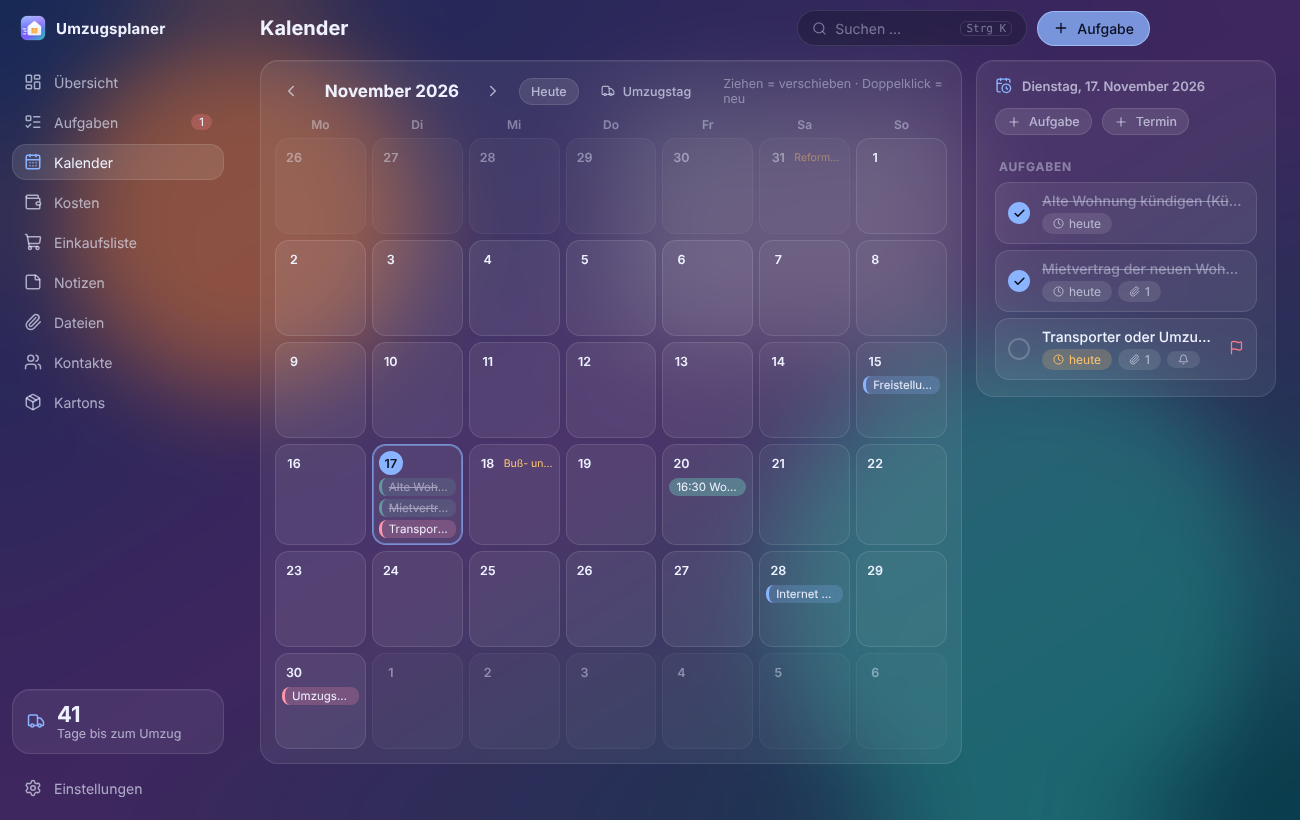 Umzugsplaner
Kalender
Suchen ...
Strg K
Aufgabe
Übersicht
Aufgaben
1
Kalender
Kosten
Einkaufsliste
Notizen
Dateien
Kontakte
Kartons
41
Tage bis zum Umzug
Einstellungen
November 2026
Heute
Umzugstag
Ziehen = verschieben · Doppelklick =
neu
Mo Di Mi Do Fr Sa So
26 27 28 29 30 31 Reform... 1
2 3 4 5 6 7 8
9 10 11 12 13 14 15
Freistellu...
16 17 18 Buß- un... 19 20 21 22
Alte Woh...
16:30 Wo...
Mietvertr...
Transpor...
23 24 25 26 27 28 29
Internet ...
30 1 2 3 4 5 6
Umzugs...
Dienstag, 17. November 2026
Aufgabe
Termin
AUFGABEN
Alte Wohnung kündigen (Kü...
heute
Mietvertrag der neuen Woh...
heute 1
Transporter oder Umzu...
heute 1